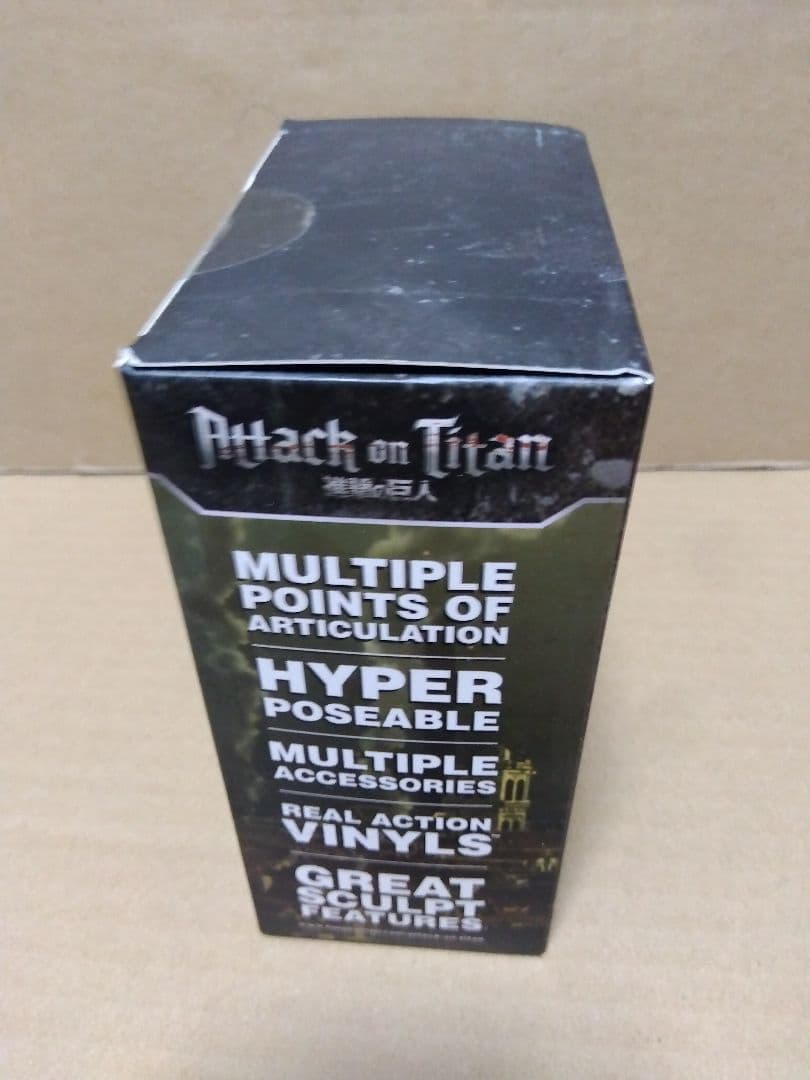 Attack on Titan
進撃の巨人
MULTIPLE
POINTS OF
ARTICULATION
HYPER
POSEABLE
MULTIPLE
ACCESSORIES
REAL ACTION
VINYLS™
GREAT
SCULPT
FEATURES